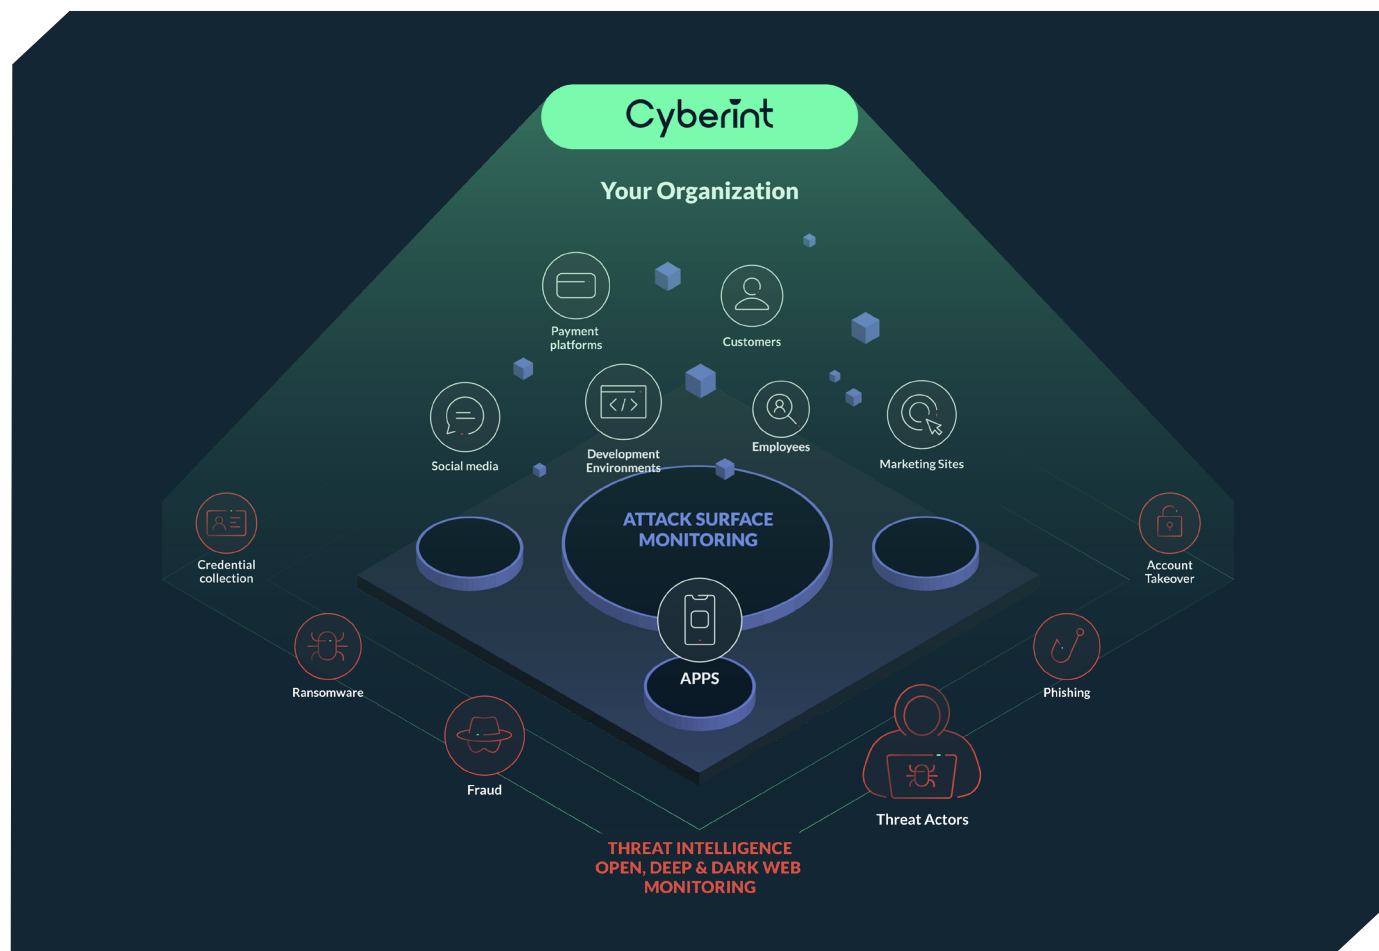 Cyberint
Your Organization
Payment
platforms
Customers
Social media
Development
Environments
Employees
Marketing Sites
ATTACK SURFACE
MONITORING
Credential
collection
Account
Takeover
APPS
Ransomware
Phishing
Fraud
Threat Actors
THREAT INTELLIGENCE
OPEN, DEEP & DARK WEB
MONITORING